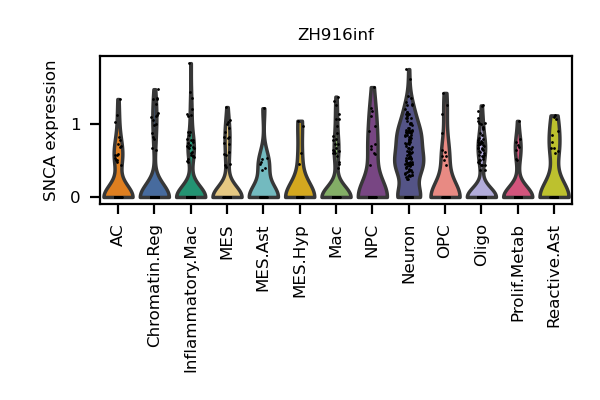 ZH916inf
SNCA expression
1
0
AC
Chromatin.Reg
Inflammatory.Mac
MES
MES.Ast
MES.Hyp
Mac
NPC
Neuron
OPC
Oligo
Prolif.Metab
Reactive.Ast